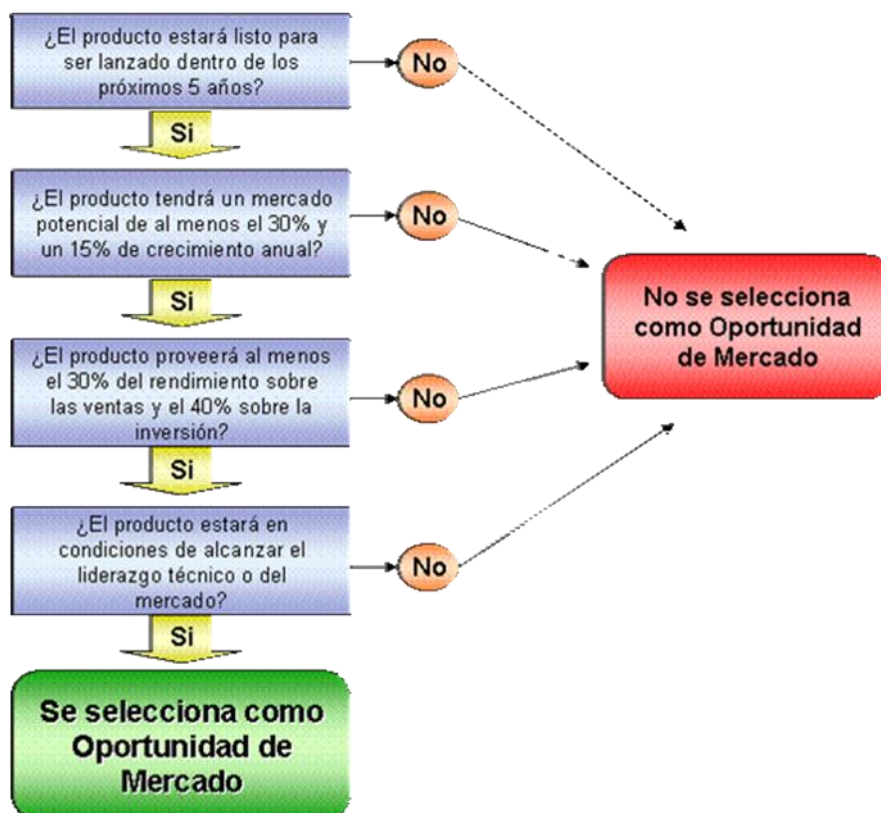 ¿El producto estará listo para
ser lanzado dentro de los
próximos 5 años?
No
Si
¿El producto tendrá un mercado
potencial de al menos el 30% y
un 15% de crecimiento anual?
No
Si
No se selecciona
como Oportunidad
de Mercado
¿El producto proveerá al menos
el 30% del rendimiento sobre
las ventas y el 40% sobre la
inversión?
No
Si
¿El producto estará en
condiciones de alcanzar el
liderazgo técnico o del
mercado?
No
Si
Se selecciona como
Oportunidad de
Mercado